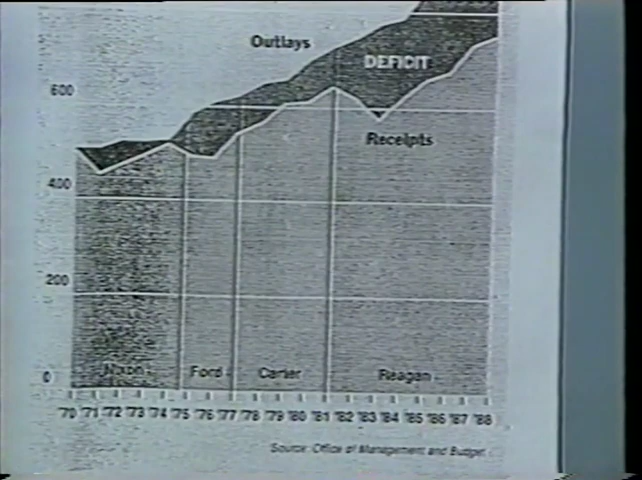 Outlays
DEFICIT
600
Receipts
400
200
0
Nixon Ford Carter Reagan
'70 '71 '72 '73 '74 '75 '76 '77 '78 '79 '80 '81 '82 '83 '84 '85 '86 '87 '88
Source: Office of Management and Budget